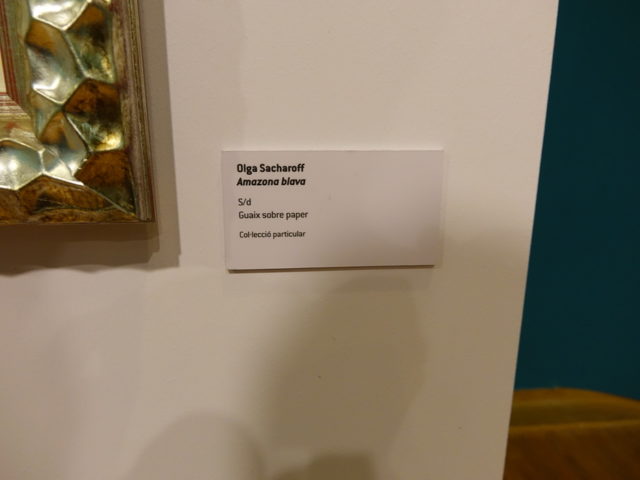 Olga Sacharoff
Amazona blava
S/d
Guaix sobre paper
Col·lecció particular